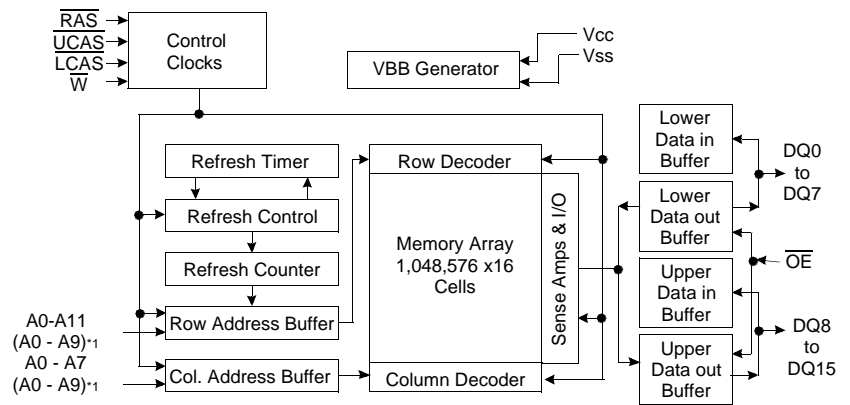 RAS
UCAS
LCAS
W
Control
Clocks
VBB Generator
Vcc
Vss
Refresh Timer
Refresh Control
Refresh Counter
Row Address Buffer
Col. Address Buffer
A0-A11
(A0 - A9)*1
A0 - A7
(A0 - A9)*1
Row Decoder
Memory Array
1,048,576 x16
Cells
Column Decoder
Sense Amps & I/O
Lower
Data in
Buffer
Lower
Data out
Buffer
Upper
Data in
Buffer
Upper
Data out
Buffer
DQ0
to
DQ7
OE
DQ8
to
DQ15